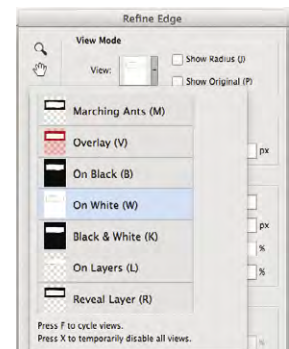 Refine Edge
View Mode
View:
Show Radius (J)
Show Original (P)
Marching Ants (M)
Overlay (V)
px
On Black (B)
On White (W)
Black & White (K)
px
%
On Layers (L)
%
Reveal Layer (R)
Press F to cycle views.
Press X to temporarily disable all views.
%